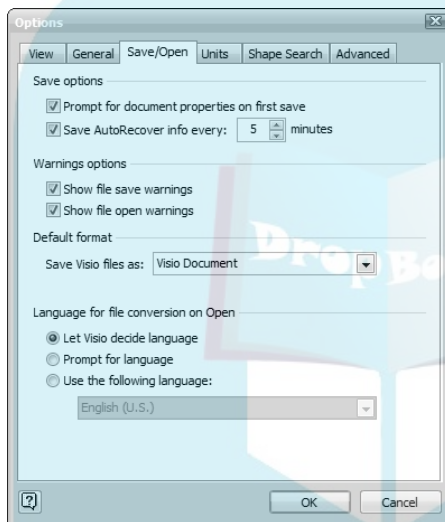 Options
View General Save/Open Units Shape Search Advanced
Save options
Prompt for document properties on first save
Save AutoRecover info every: 5 minutes
Warnings options
Show file save warnings
Show file open warnings
Default format
Save Visio files as: Visio Document
Language for file conversion on Open
Let Visio decide language
Prompt for language
Use the following language:
English (U.S.)
? OK Cancel